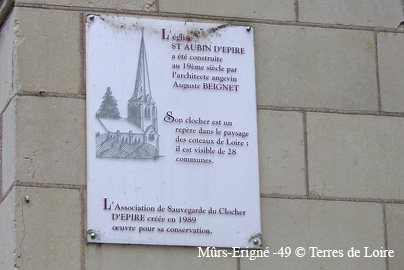 L'église
ST AUBIN D'EPIRE
a été construite
au 19ème siècle par
l'architecte angevin
Auguste BEIGNET
Son clocher est un
repère dans le paysage
des coteaux de Loire ;
il est visible de 28
communes.
L'Association de Sauvegarde du Clocher
D'EPIRE créée en 1989
œuvre pour sa conservation.
Mûrs-Erigné -49 © Terres de Loire